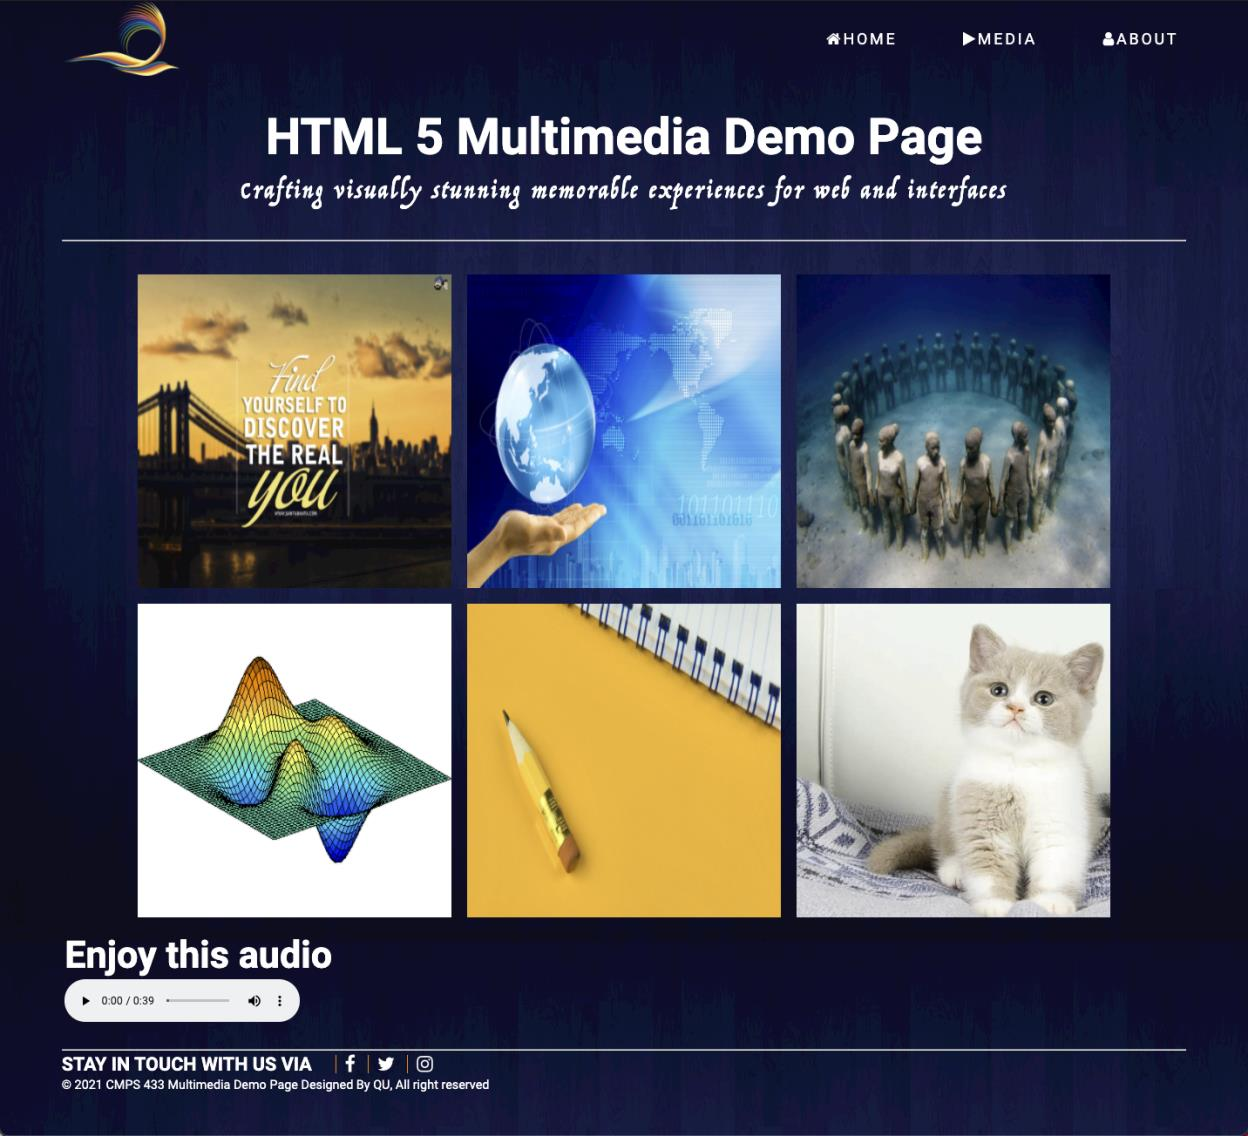 HOME MEDIA ABOUT
HTML 5 Multimedia Demo Page
Crafting visually stunning memorable experiences for web and interfaces
Find
YOURSELF TO
DISCOVER
THE REAL
you
101101110
Enjoy this audio
0:00 / 0:39
STAY IN TOUCH WITH US VIA
© 2021 CMPS 433 Multimedia Demo Page Designed By QU, All right reserved